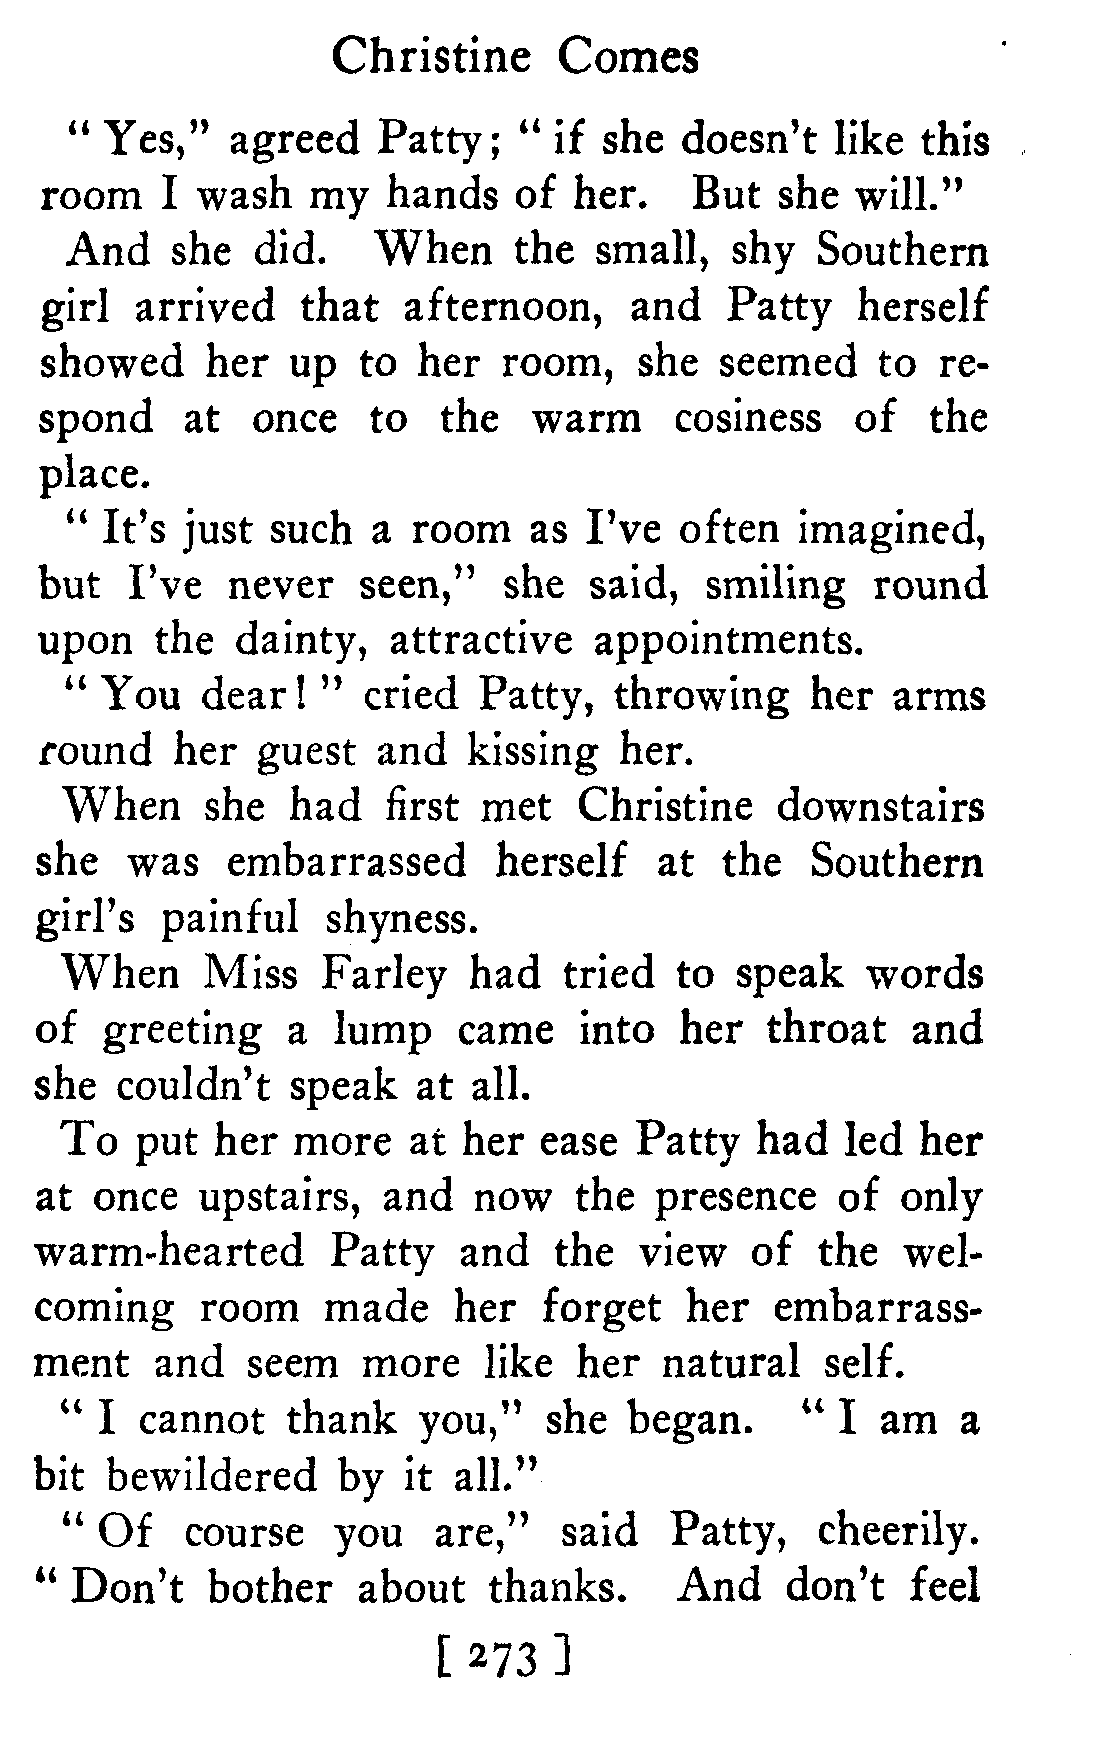 Christine Comes
" Yes," agreed Patty; " if she doesn't like this
room I wash my hands of her. But she will."
And she did. When the small, shy Southern
girl arrived that afternoon, and Patty herself
showed her up to her room, she seemed to re-
spond at once to the warm cosiness of the
place.
" It's just such a room as I've often imagined,
but I've never seen," she said, smiling round
upon the dainty, attractive appointments.
" You dear! " cried Patty, throwing her arms
round her guest and kissing her.
When she had first met Christine downstairs
she was embarrassed herself at the Southern
girl's painful shyness.
When Miss Farley had tried to speak words
of greeting a lump came into her throat and
she couldn't speak at all.
To put her more at her ease Patty had led her
at once upstairs, and now the presence of only
warm-hearted Patty and the view of the wel-
coming room made her forget her embarrass-
ment and seem more like her natural self.
" I cannot thank you," she began. " I am a
bit bewildered by it all."
" Of course you are," said Patty, cheerily.
" Don't bother about thanks. And don't feel
[ 273 ]